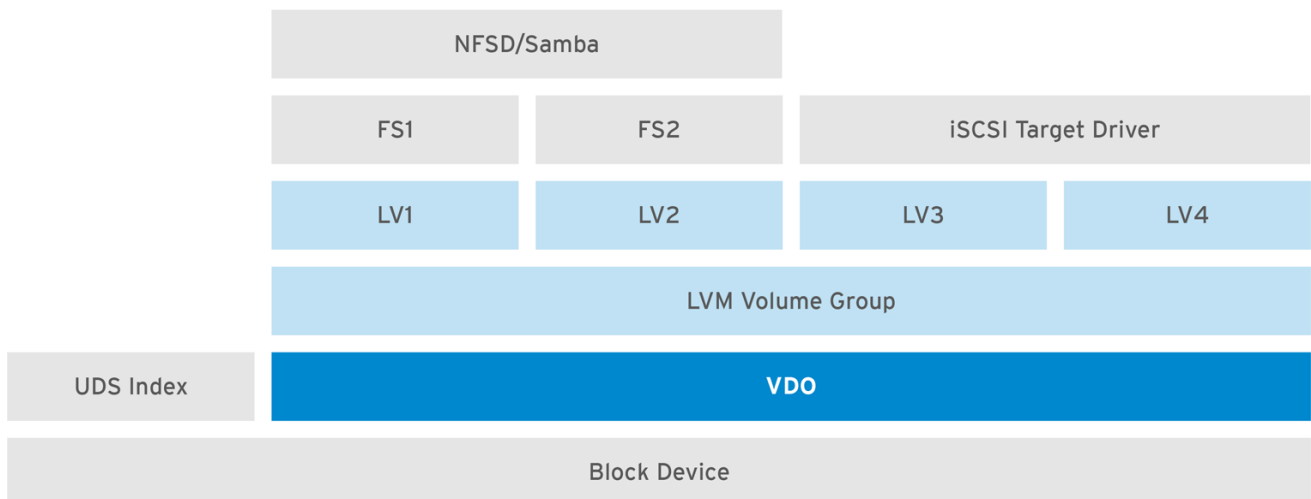 NFSD/Samba
FS1
FS2
iSCSI Target Driver
LV1
LV2
LV3
LV4
LVM Volume Group
UDS Index
VDO
Block Device